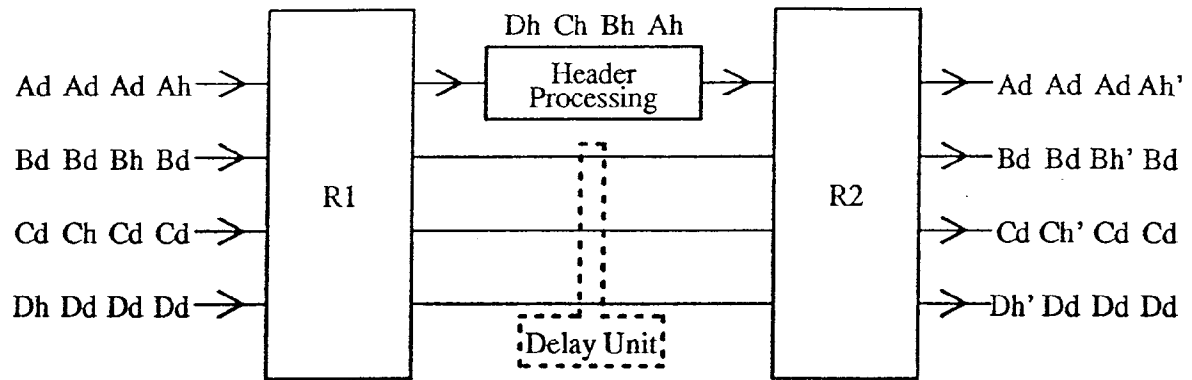 Dh Ch Bh Ah
Header
Processing
Ad Ad Ad Ah
Ad Ad Ad Ah'
Bd Bd Bh Bd
Bd Bd Bh' Bd
R1
R2
Cd Ch Cd Cd
Cd Ch' Cd Cd
Dh Dd Dd Dd
Dh' Dd Dd Dd
Delay Unit